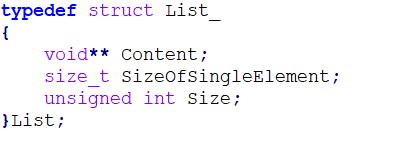 typedef struct List_
{
    void** Content;
    size_t SizeOfSingleElement;
    unsigned int Size;
}List;